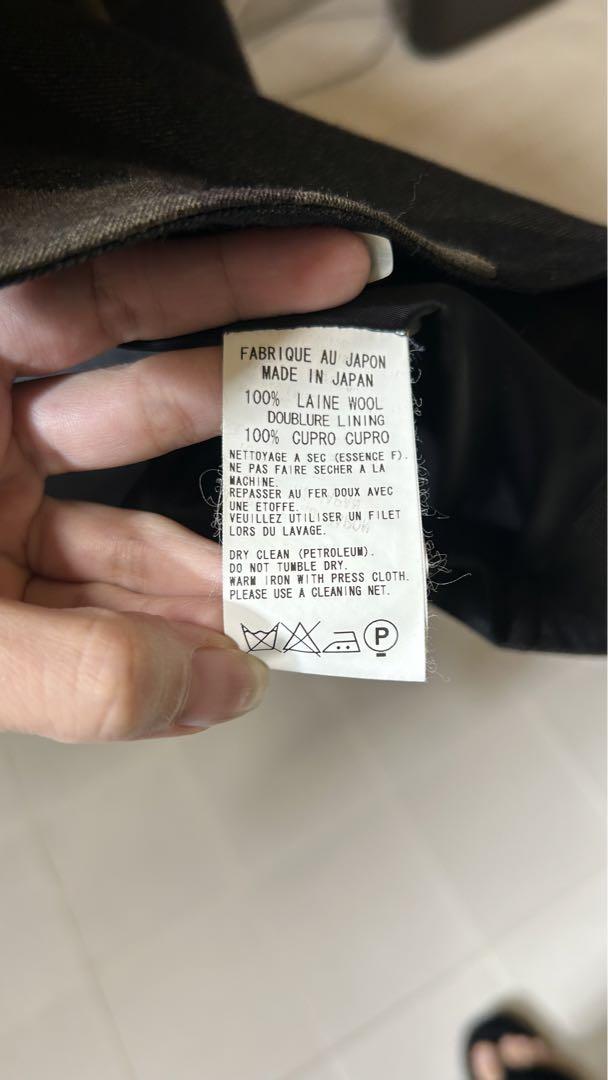 FABRIQUE AU JAPON
MADE IN JAPAN
100% LAINE WOOL
DOUBLURE LINING
100% CUPRO CUPRO
NETTOYAGE A SEC (ESSENCE F).
NE PAS FAIRE SECHER A LA
MACHINE.
REPASSER AU FER DOUX AVEC
UNE ETOFFE.
VEUILLEZ UTILISER UN FILET
LORS DU LAVAGE.
DRY CLEAN (PETROLEUM).
DO NOT TUMBLE DRY.
WARM IRON WITH PRESS CLOTH.
PLEASE USE A CLEANING NET.
P